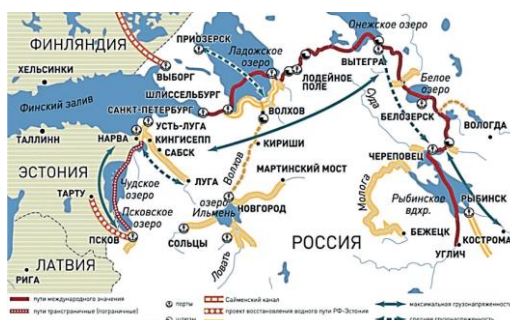 ФИНЛЯНДИЯ
ПРИОЗЕРСК
Онежское озеро
Ладожское
озеро
ХЕЛЬСИНКИ
ВЫБОРГ
ВЫТЕГРА
ЛОДЕЙНОЕ
ПОЛЕ
Белое
озеро
Финский залив
ШЛИССЕЛЬБУРГ
САНКТ-ПЕТЕРБУРГ
ВОЛХОВ
Суда
БЕЛОЗЕРСК
ВОЛОГДА
ТАЛЛИНН
НАРВА
УСТЬ-ЛУГА
КИНГИСЕПП
САБСК
КИРИШИ
ЧЕРЕПОВЕЦ
ЭСТОНИЯ
Чудское
озеро
ЛУГА
Волхов
МАРТИНСКИЙ МОСТ
Молога
РЫБИНСК
Рыбинское
вдхр.
ТАРТУ
Псковское
озеро
озеро
Ильмень
НОВГОРОД
ПСКОВ
СОЛЬЦЫ
Ловать
РОССИЯ
БЕЖЕЦК
КОСТРОМА
УГЛИЧ
ЛАТВИЯ
РИГА
пути международного значения
порты
Сайменский канал
максимальная грузонапряженность
пути трансграничные (пограничные)
шлюзы
проект восстановления водного пути РФ-Эстония
средняя грузонапряженность